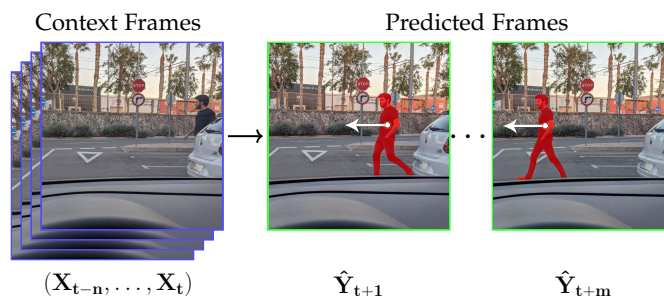 Context Frames
Predicted Frames
STOP
STOP
STOP
. . .
(X_{t−n}, . . . , X_t)
Ŷ_{t+1}
Ŷ_{t+m}